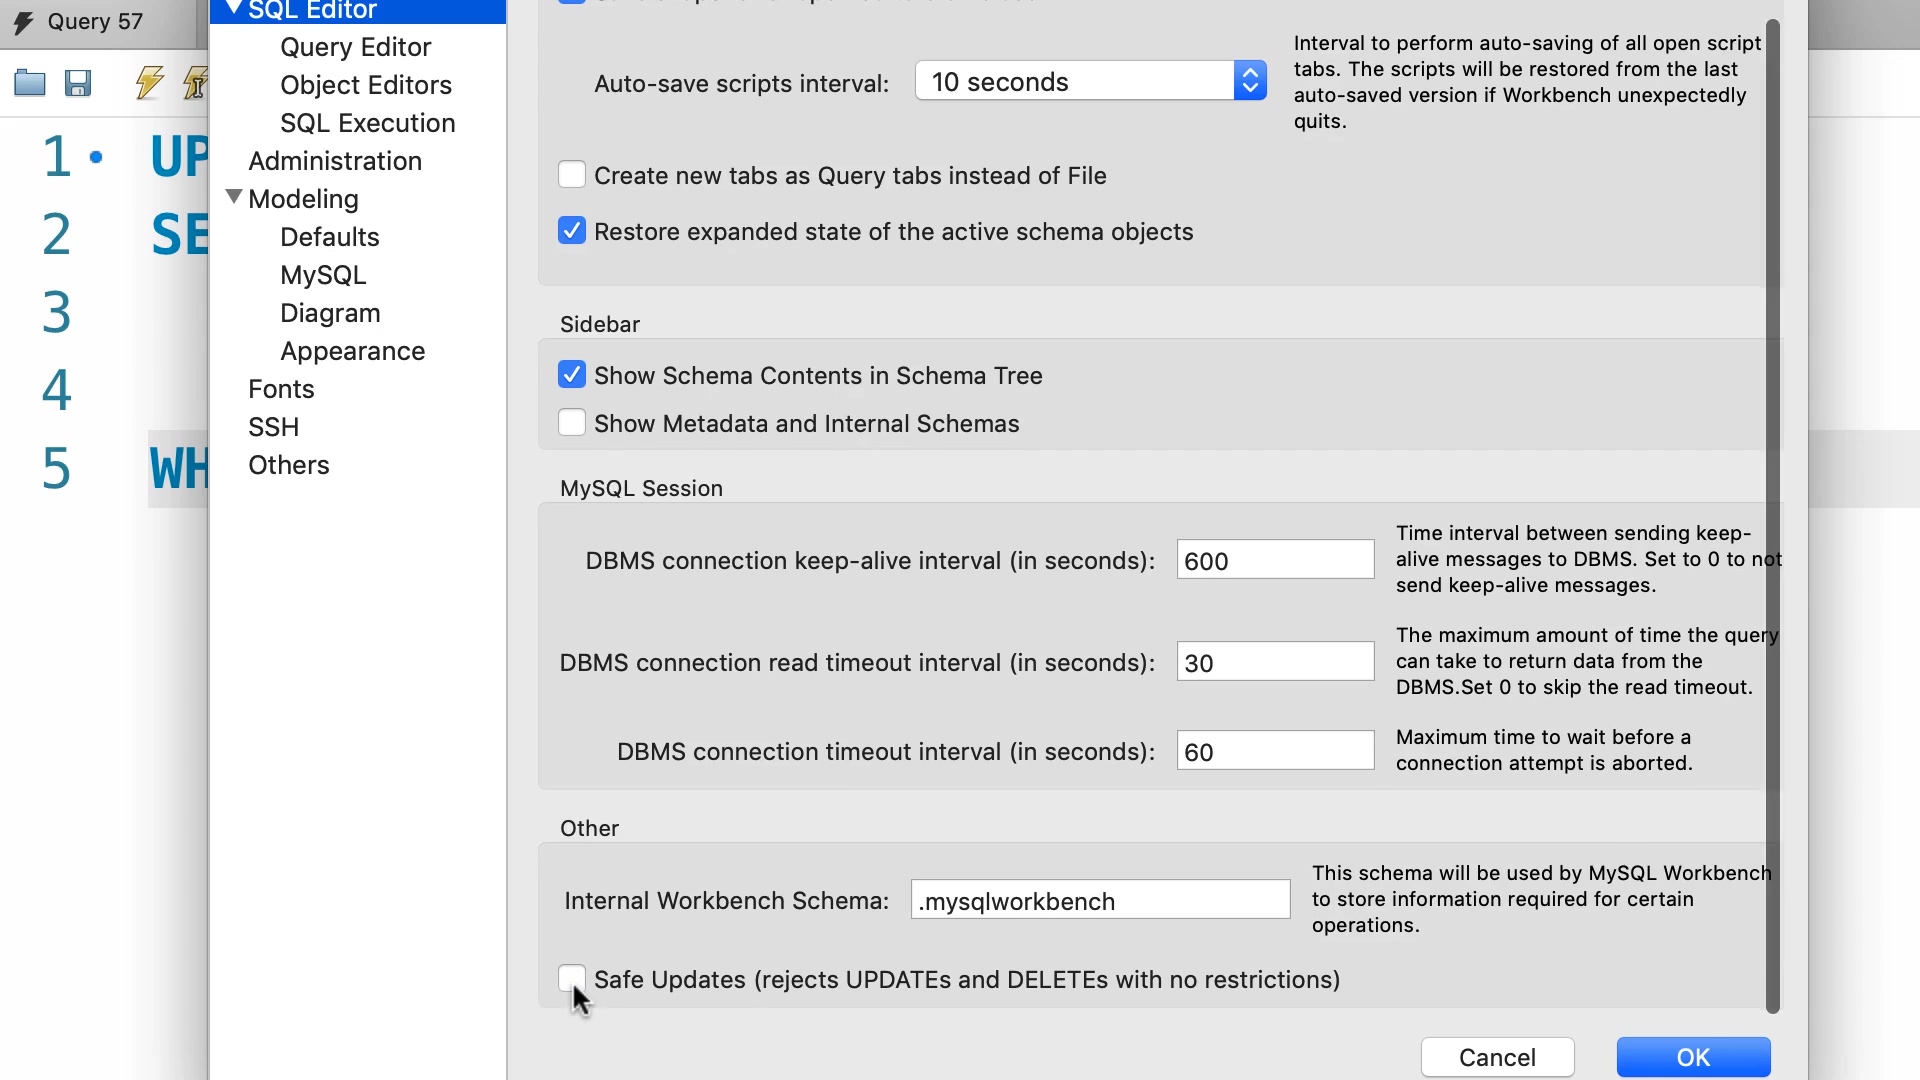 Query 57
SQL Editor
Query Editor
Object Editors
SQL Execution
Administration
Modeling
Defaults
MySQL
Diagram
Appearance
Fonts
SSH
Others
1 UP
2 SE
3
4
5 WH
Auto-save scripts interval: 10 seconds
Interval to perform auto-saving of all open script
tabs. The scripts will be restored from the last
auto-saved version if Workbench unexpectedly
quits.
Create new tabs as Query tabs instead of File
Restore expanded state of the active schema objects
Sidebar
Show Schema Contents in Schema Tree
Show Metadata and Internal Schemas
MySQL Session
DBMS connection keep-alive interval (in seconds): 600
Time interval between sending keep-
alive messages to DBMS. Set to 0 to not
send keep-alive messages.
DBMS connection read timeout interval (in seconds): 30
The maximum amount of time the query
can take to return data from the
DBMS.Set 0 to skip the read timeout.
DBMS connection timeout interval (in seconds): 60
Maximum time to wait before a
connection attempt is aborted.
Other
Internal Workbench Schema: .mysqlworkbench
This schema will be used by MySQL Workbench
to store information required for certain
operations.
Safe Updates (rejects UPDATEs and DELETEs with no restrictions)
Cancel
OK